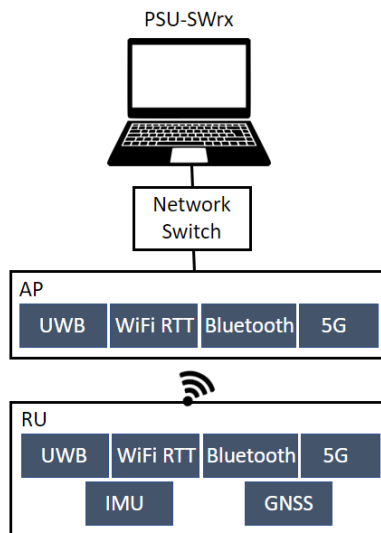 PSU-SWrx
Network
Switch
AP
UWB WiFi RTT Bluetooth 5G
RU
UWB WiFi RTT Bluetooth 5G
IMU GNSS